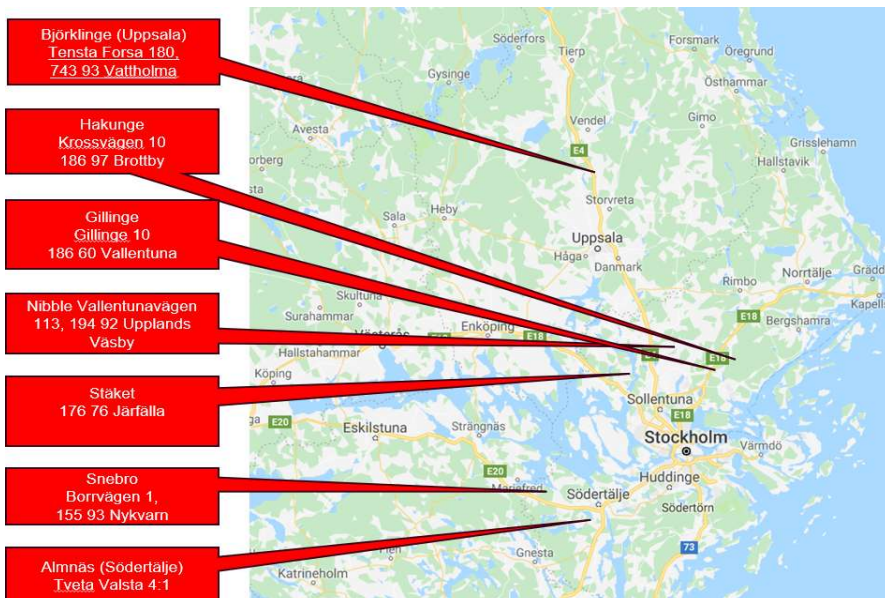 Björklinge (Uppsala)
Tensta Forsa 180,
743 93 Vattholma
Hakunge
Krossvägen 10
186 97 Brottby
Gillinge
Gillinge 10
186 60 Vallentuna
Nibble Vallentunavägen
113, 194 92 Upplands
Väsby
Stäket
176 76 Järfälla
Snebro
Borrvägen 1,
155 93 Nykvarn
Almnäs (Södertälje)
Tveta Valsta 4:1
Söderfors
Tierp
Forsmark
Öregrund
Gysinge
Östhammar
Avesta
Vendel
Gimo
Grisslehamn
E4
Hallstavik
Storvreta
Sala
Heby
Uppsala
Håga
Danmark
Rimbo
Norrtälje
Skultuna
Surahammar
Enköping
E18
E18
Bergshamra
Hallstahammar
E18
Köping
Sollentuna
E18
E20
Eskilstuna
Strängnäs
Stockholm
Värmdö
E20
Mariefred
Huddinge
Södertälje
Södertörn
Gnesta
73
Katrineholm